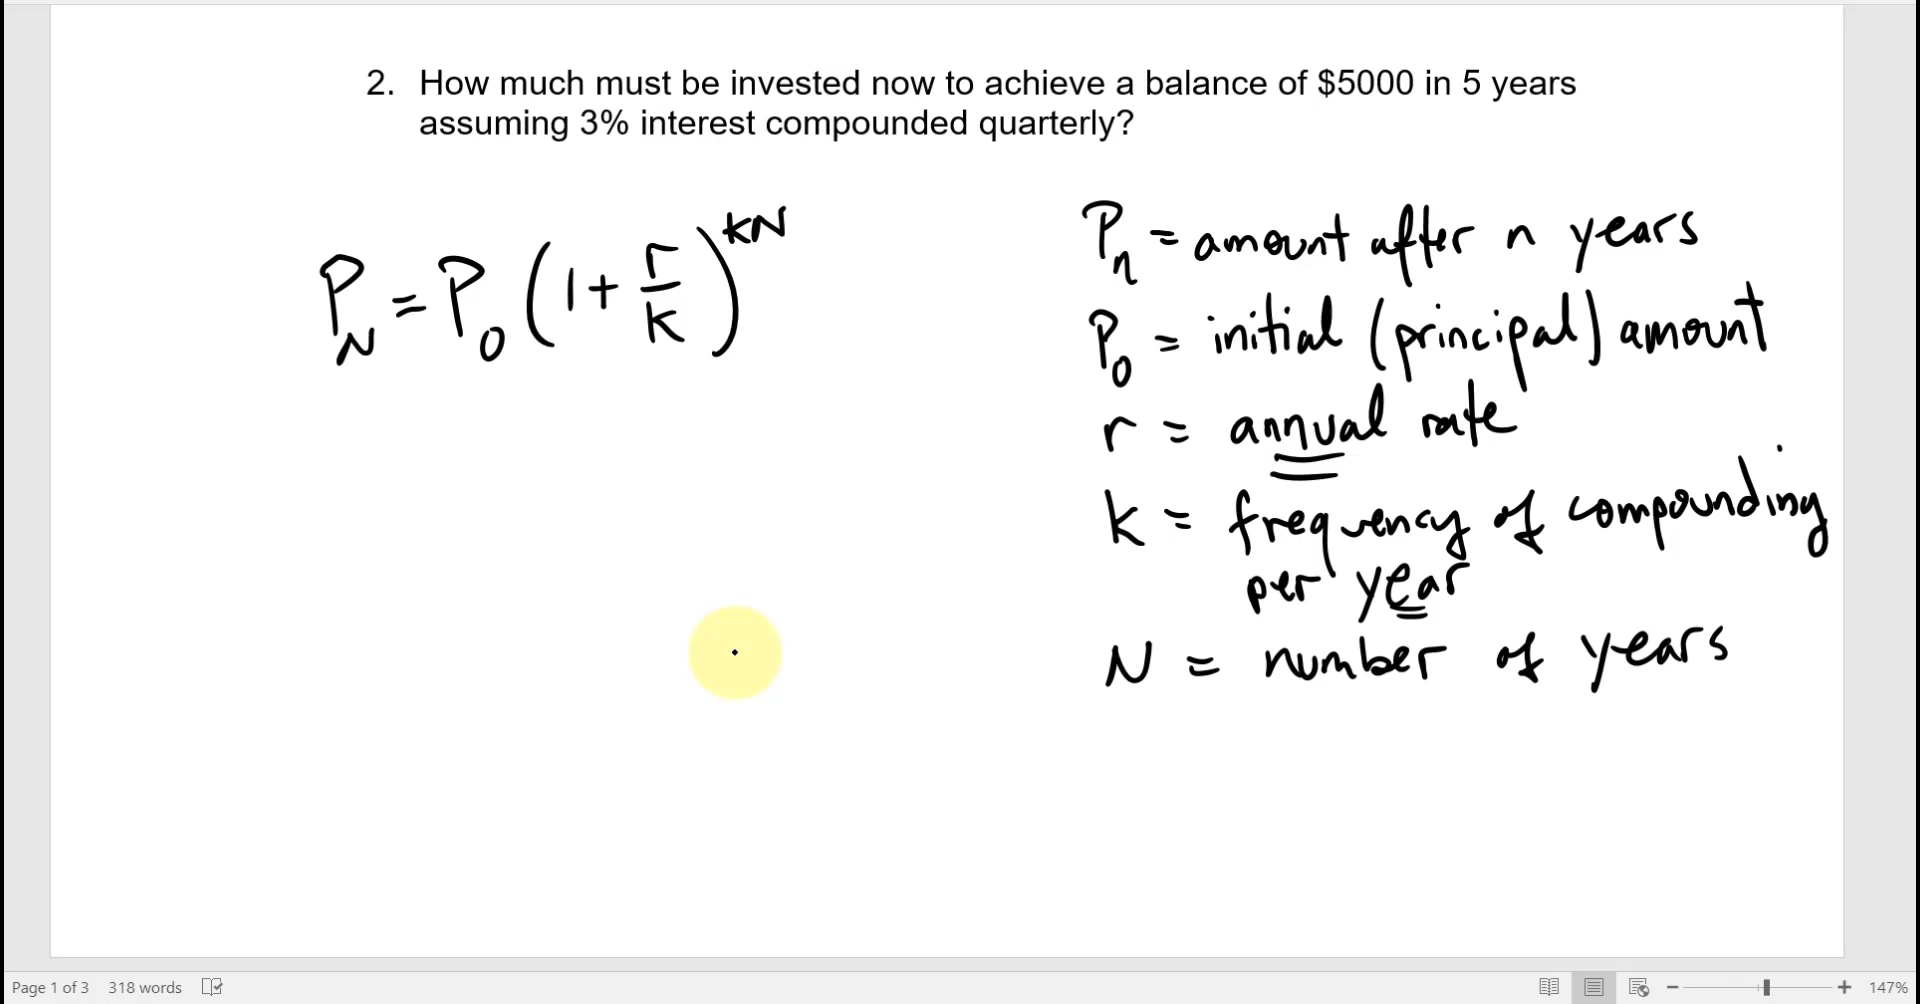 2. How much must be invested now to achieve a balance of $5000 in 5 years
assuming 3% interest compounded quarterly?
P_N = P_0 (1 + r/k)^kN
P_n = amount after n years
P_0 = initial (principal) amount
r = annual rate
k = frequency of compounding
per year
N = number of years
Page 1 of 3 318 words 147%